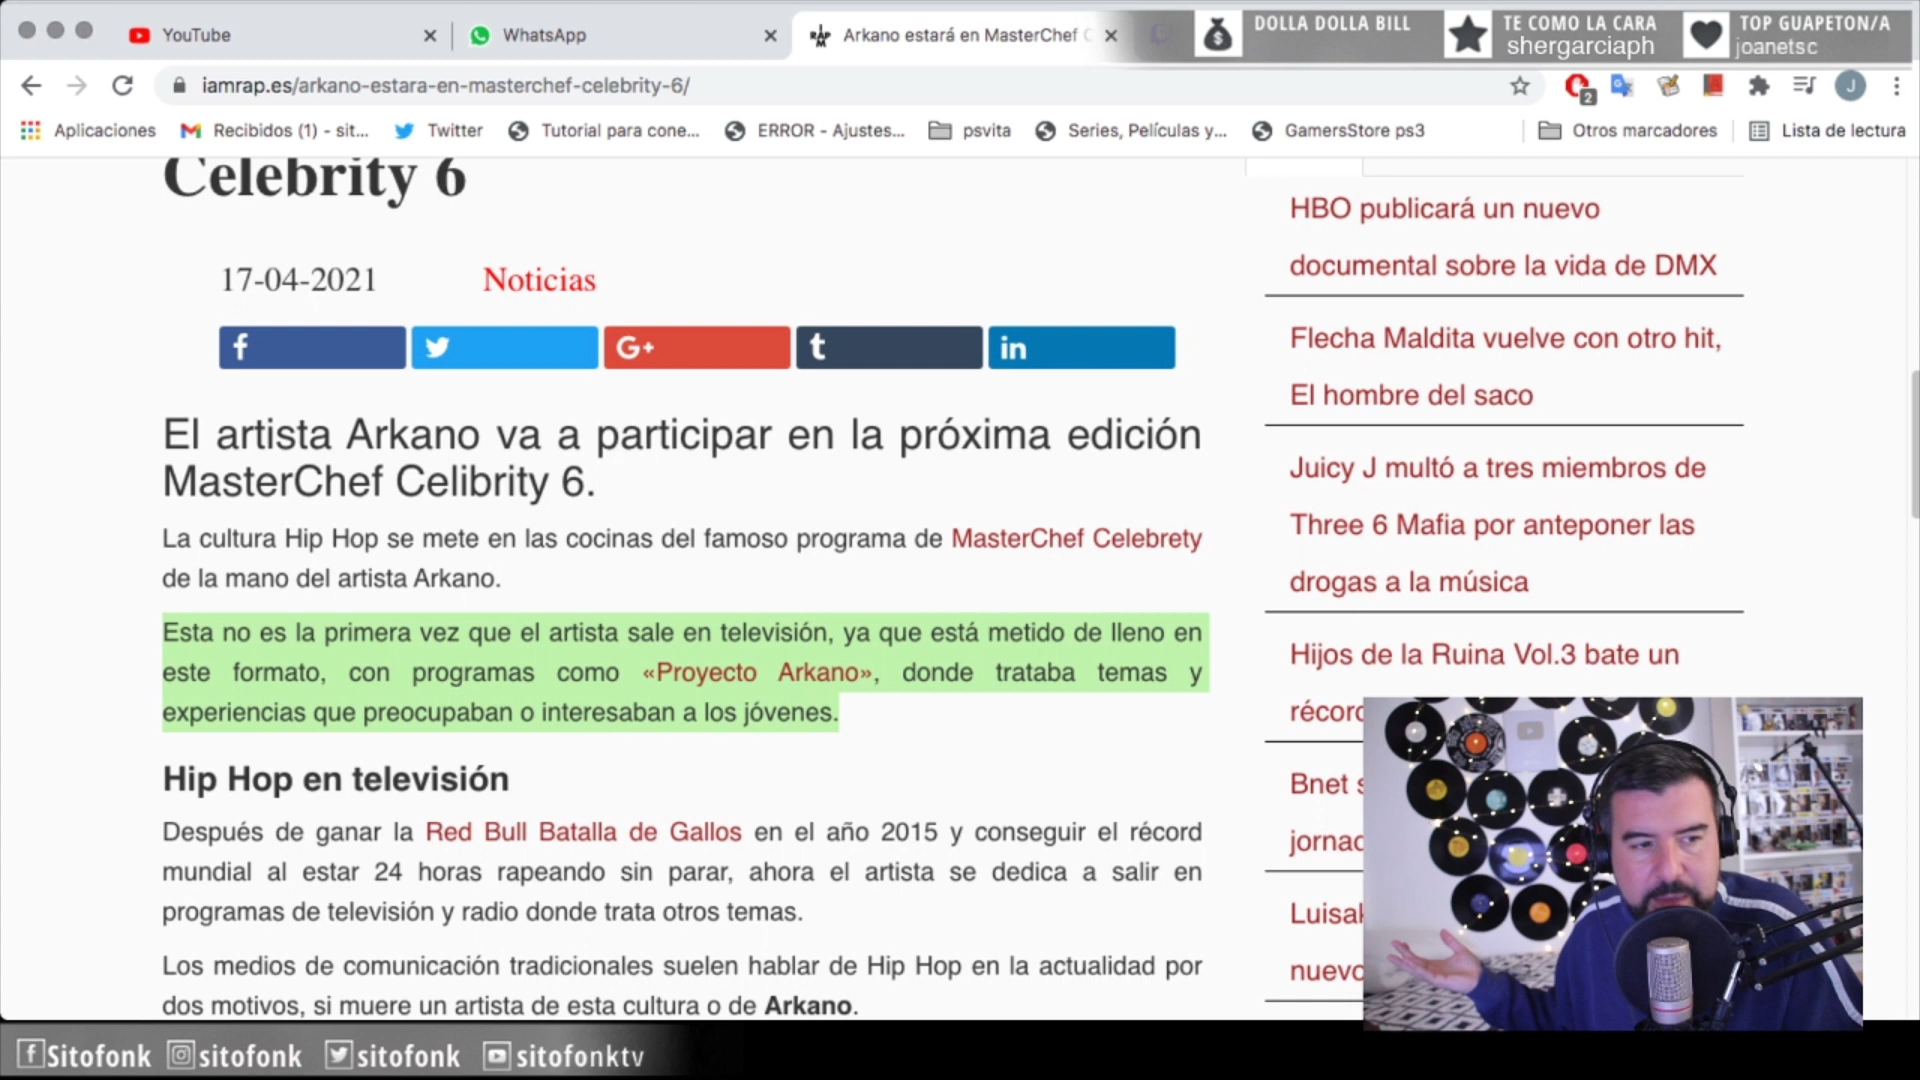 YouTube
WhatsApp
Arkano estará en MasterChef C
DOLLA DOLLA BILL
TE COMO LA CARA
shergarciaph
TOP GUAPETON/A
joanetsc
iamrap.es/arkano-estara-en-masterchef-celebrity-6/
2
J
Aplicaciones
Recibidos (1) - sit...
Twitter
Tutorial para cone...
ERROR - Ajustes...
psvita
Series, Películas y...
GamersStore ps3
Otros marcadores
Lista de lectura
Celebrity 6
17-04-2021
Noticias
f
G+
t
in
El artista Arkano va a participar en la próxima edición
MasterChef Celibrity 6.
La cultura Hip Hop se mete en las cocinas del famoso programa de MasterChef Celebrety
de la mano del artista Arkano.
Esta no es la primera vez que el artista sale en televisión, ya que está metido de lleno en
este formato, con programas como «Proyecto Arkano», donde trataba temas y
experiencias que preocupaban o interesaban a los jóvenes.
Hip Hop en televisión
Después de ganar la Red Bull Batalla de Gallos en el año 2015 y conseguir el récord
mundial al estar 24 horas rapeando sin parar, ahora el artista se dedica a salir en
programas de televisión y radio donde trata otros temas.
Los medios de comunicación tradicionales suelen hablar de Hip Hop en la actualidad por
dos motivos, si muere un artista de esta cultura o de Arkano.
HBO publicará un nuevo
documental sobre la vida de DMX
Flecha Maldita vuelve con otro hit,
El hombre del saco
Juicy J multó a tres miembros de
Three 6 Mafia por anteponer las
drogas a la música
Hijos de la Ruina Vol.3 bate un
récord
Bnet s
jornad
Luisak
nuevo
Sitofonk
sitofonk
sitofonk
sitofonktv